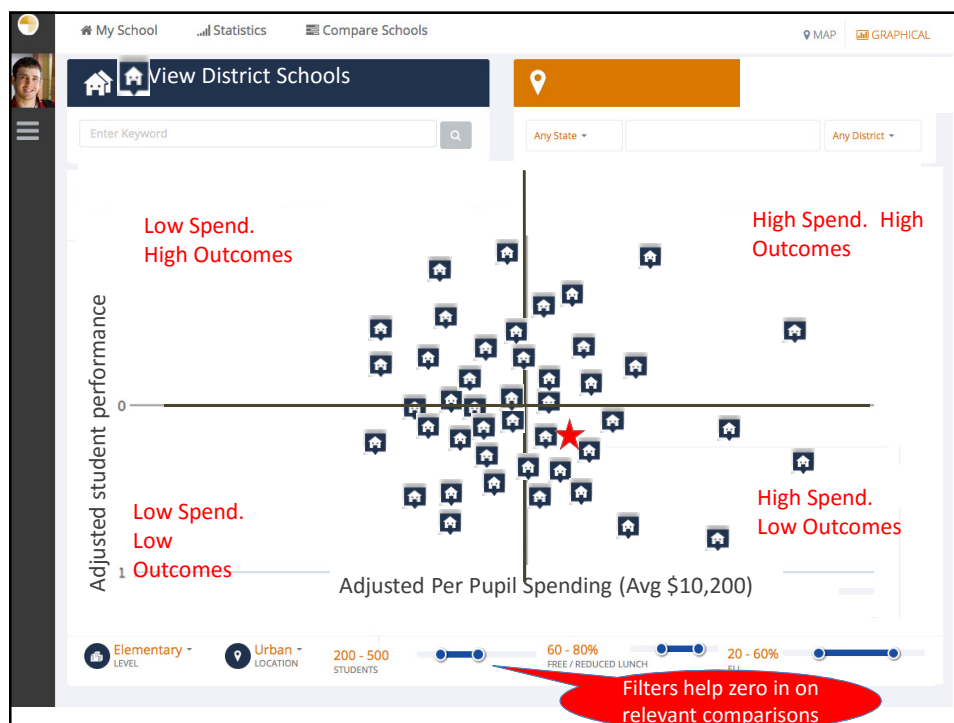 My School
Statistics
Compare Schools
MAP
GRAPHICAL
View District Schools
Enter Keyword
Any State
Any District
Low Spend.
High Outcomes
High Spend. High
Outcomes
Adjusted student performance
0
Low Spend.
Low
Outcomes
High Spend.
Low Outcomes
1
Adjusted Per Pupil Spending (Avg $10,200)
Elementary
LEVEL
Urban
LOCATION
200 - 500
STUDENTS
60 - 80%
FREE / REDUCED LUNCH
20 - 60%
Filters help zero in on
relevant comparisons